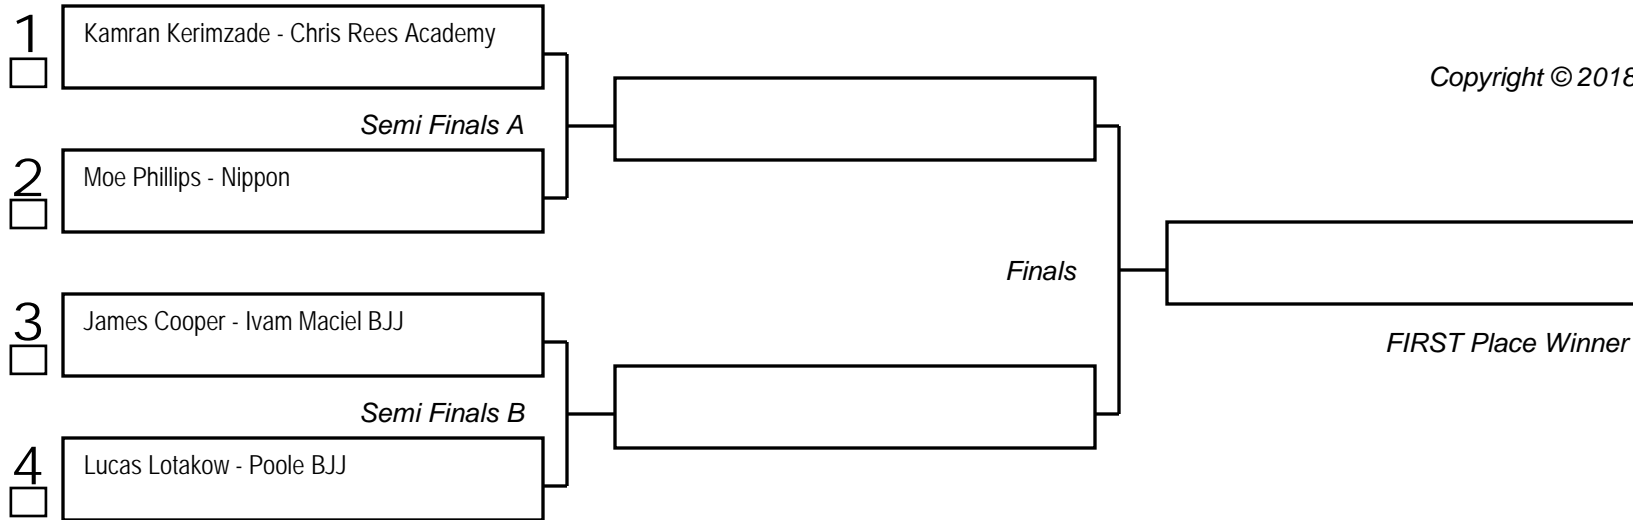 1
Kamran Kerimzade - Chris Rees Academy
Copyright © 2018
Semi Finals A
2
Moe Phillips - Nippon
Finals
3
James Cooper - Ivam Maciel BJJ
FIRST Place Winner
Semi Finals B
4
Lucas Lotakow - Poole BJJ